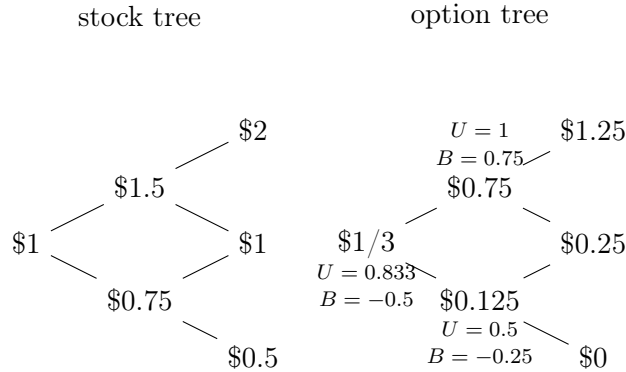 stock tree
option tree
$2
$1.5
$1
$1
$0.75
$0.5
U = 1
B = 0.75
$1.25
$0.75
$1/3
U = 0.833
B = −0.5
$0.25
$0.125
U = 0.5
B = −0.25
$0